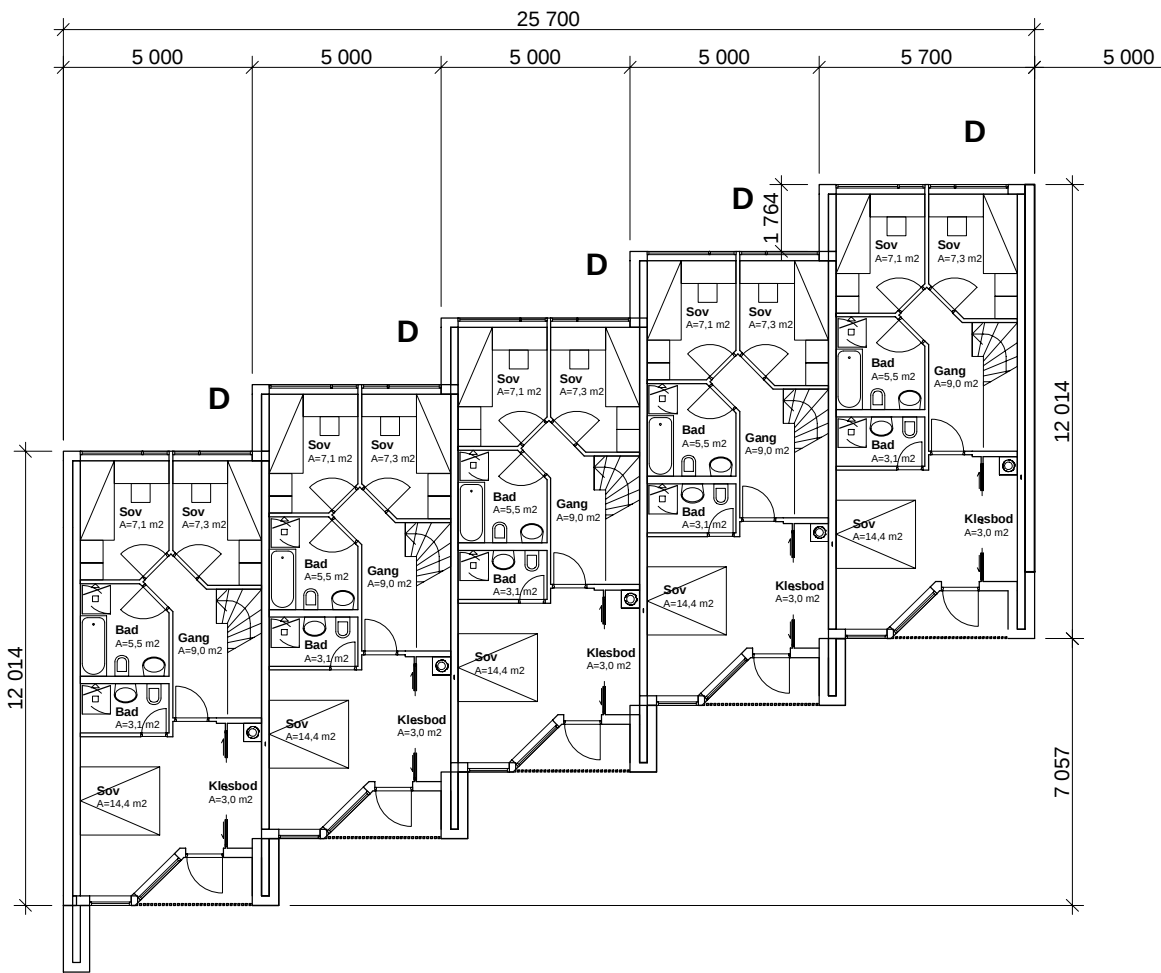 25 700
5 000
5 000
5 000
5 000
5 700
5 000
D
D
D
D
D
1 764
12 014
12 014
7 057
Sov
A=7,1 m2
Sov
A=7,3 m2
Bad
A=5,5 m2
Gang
A=9,0 m2
Bad
A=3,1 m2
Sov
A=14,4 m2
Klesbod
A=3,0 m2
Sov
A=7,1 m2
Sov
A=7,3 m2
Bad
A=5,5 m2
Gang
A=9,0 m2
Bad
A=3,1 m2
Sov
A=14,4 m2
Klesbod
A=3,0 m2
Sov
A=7,1 m2
Sov
A=7,3 m2
Bad
A=5,5 m2
Gang
A=9,0 m2
Bad
A=3,1 m2
Sov
A=14,4 m2
Klesbod
A=3,0 m2
Sov
A=7,1 m2
Sov
A=7,3 m2
Bad
A=5,5 m2
Gang
A=9,0 m2
Bad
A=3,1 m2
Sov
A=14,4 m2
Klesbod
A=3,0 m2
Sov
A=7,1 m2
Sov
A=7,3 m2
Bad
A=5,5 m2
Gang
A=9,0 m2
Bad
A=3,1 m2
Sov
A=14,4 m2
Klesbod
A=3,0 m2